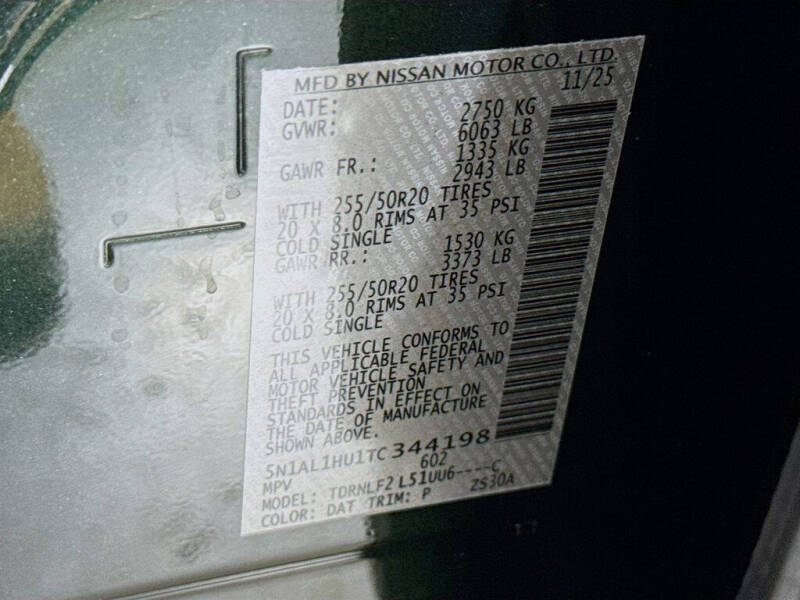 MFD BY NISSAN MOTOR CO., LTD.
DATE: 11/25
GVWR: 2750 KG
6063 LB
GAWR FR.: 1335 KG
2943 LB
WITH 255/50R20 TIRES
20 X 8.0 RIMS AT 35 PSI
COLD SINGLE
GAWR RR.: 1530 KG
3373 LB
WITH 255/50R20 TIRES
20 X 8.0 RIMS AT 35 PSI
COLD SINGLE
THIS VEHICLE CONFORMS TO
ALL APPLICABLE FEDERAL
MOTOR VEHICLE SAFETY AND
THEFT PREVENTION
STANDARDS IN EFFECT ON
THE DATE OF MANUFACTURE
SHOWN ABOVE.
5N1AL1HU1TC344198
MPV 602
MODEL: TDRNLF2 L51UU6----C
COLOR: DAT TRIM: P ZS30A